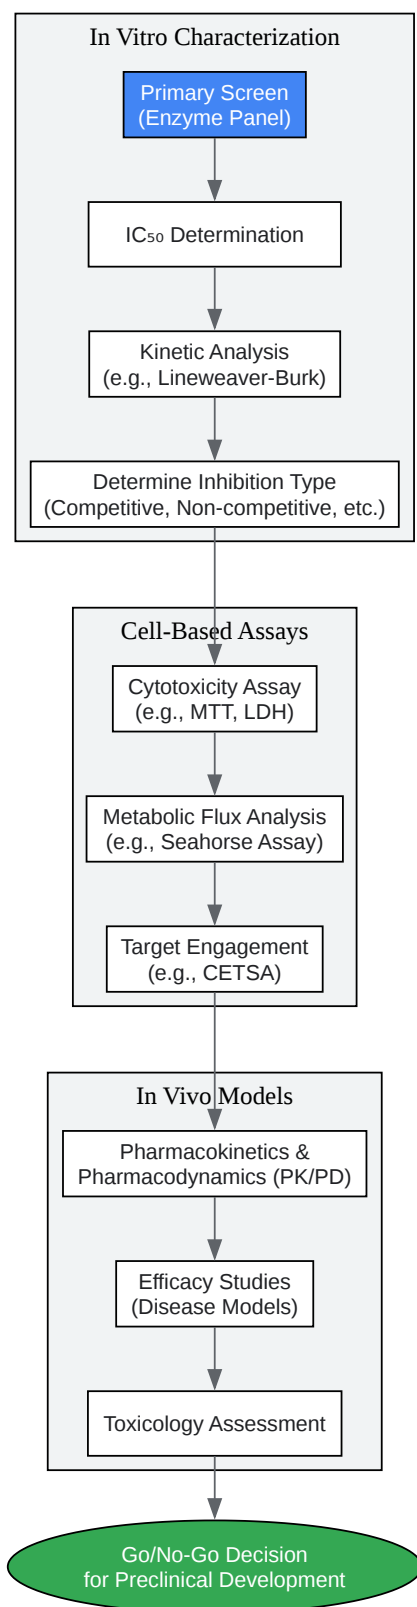 In Vitro Characterization
Primary Screen
(Enzyme Panel)
IC₅₀ Determination
Kinetic Analysis
(e.g., Lineweaver-Burk)
Determine Inhibition Type
(Competitive, Non-competitive, etc.)
Cell-Based Assays
Cytotoxicity Assay
(e.g., MTT, LDH)
Metabolic Flux Analysis
(e.g., Seahorse Assay)
Target Engagement
(e.g., CETSA)
In Vivo Models
Pharmacokinetics &
Pharmacodynamics (PK/PD)
Efficacy Studies
(Disease Models)
Toxicology Assessment
Go/No-Go Decision
for Preclinical Development